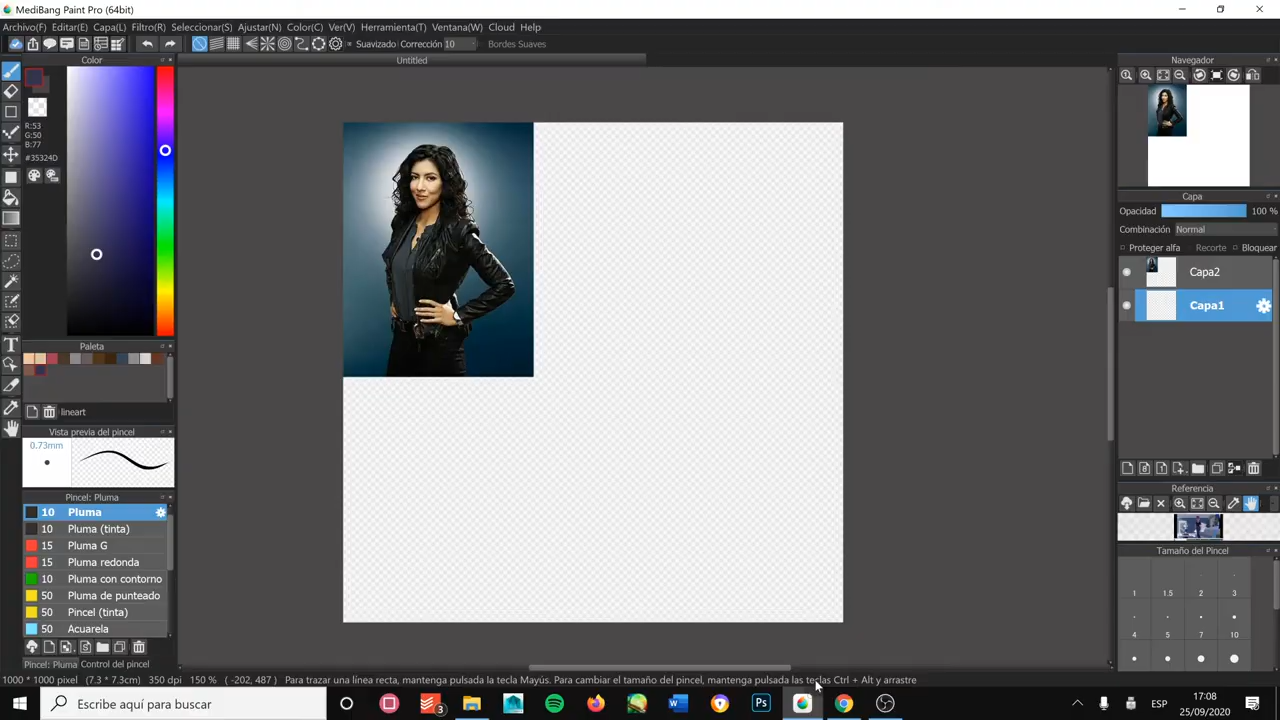 MediBang Paint Pro (64bit)
Archivo(F) Editar(E) Capa(L) Filtro(R) Seleccionar(S) Ajustar(N) Color(C) Ver(V) Herramienta(T) Ventana(W) Cloud Help
Suavizado Corrección 10 Bordes Suaves
Color
Untitled
Navegador
R:53
G:50
B:77
#35324D
Capa
Opacidad 100 %
Combinación Normal
Proteger alfa Recorte Bloquear
Capa2
Capa1
Paleta
lineart
Vista previa del pincel
0.73mm
Pincel: Pluma
10 Pluma
10 Pluma (tinta)
15 Pluma G
15 Pluma redonda
10 Pluma con contorno
50 Pluma de punteado
50 Pincel (tinta)
50 Acuarela
Pincel: Pluma Control del pincel
Referencia
Tamaño del Pincel
1 1.5 2 3
4 5 7 10
1000 * 1000 pixel (7.3 * 7.3cm) 350 dpi 150 % ( -202, 487 ) Para trazar una línea recta, mantenga pulsada la tecla Mayús. Para cambiar el tamaño del pincel, mantenga pulsada las teclas Ctrl + Alt y arrastre
Escribe aquí para buscar
3
Ps
ESP
17:08
25/09/2020